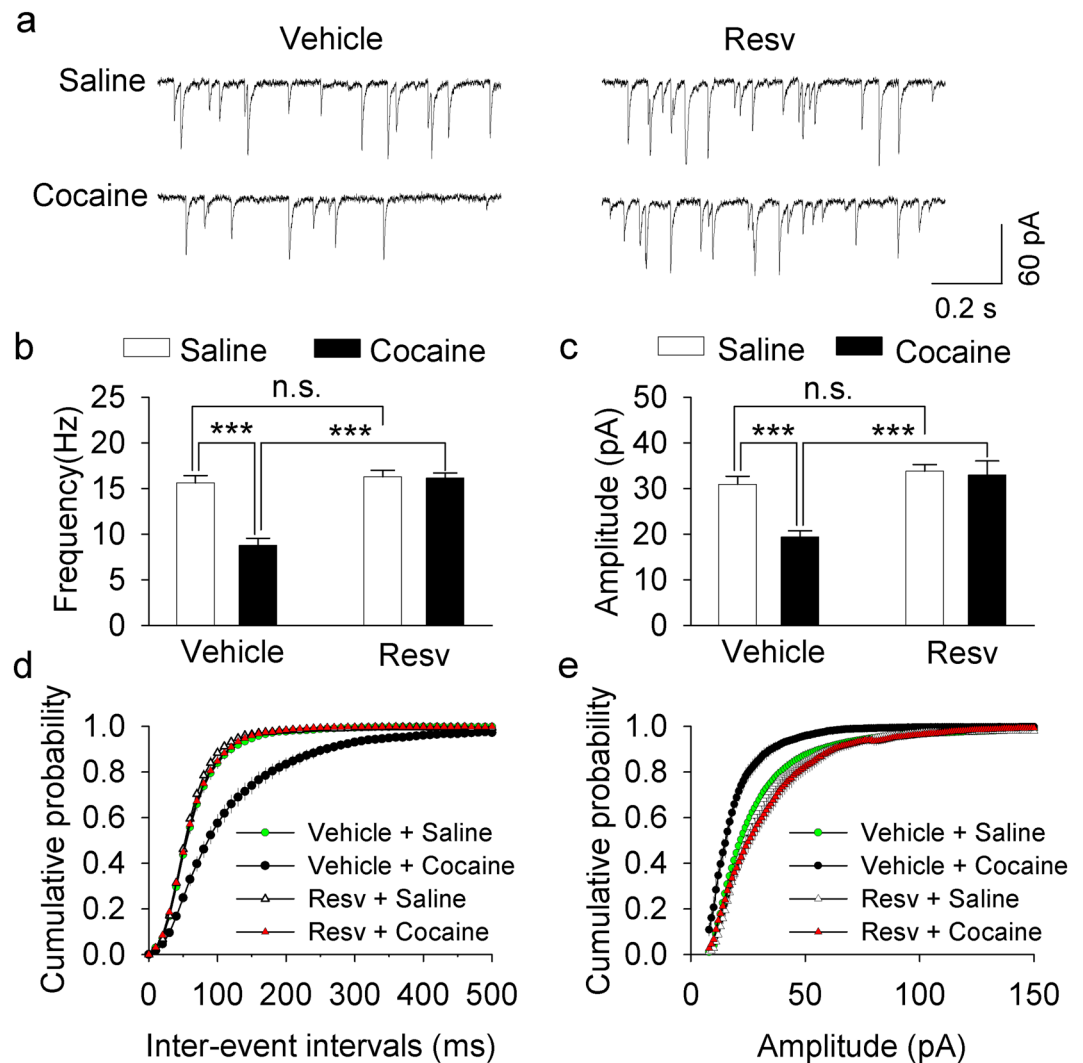 a
Vehicle Resv
Saline
Cocaine
60 pA
0.2 s
b
Saline Cocaine
n.s.
*** ***
Frequency(Hz)
25
20
15
10
5
0
Vehicle Resv
c
Saline Cocaine
n.s.
*** ***
Amplitude (pA)
50
40
30
20
10
0
Vehicle Resv
d
Cumulative probability
1.0
0.8
0.6
0.4
0.2
0.0
Vehicle + Saline
Vehicle + Cocaine
Resv + Saline
Resv + Cocaine
0 100 200 300 400 500
Inter-event intervals (ms)
e
Cumulative probability
1.0
0.8
0.6
0.4
0.2
0.0
Vehicle + Saline
Vehicle + Cocaine
Resv + Saline
Resv + Cocaine
0 50 100 150
Amplitude (pA)